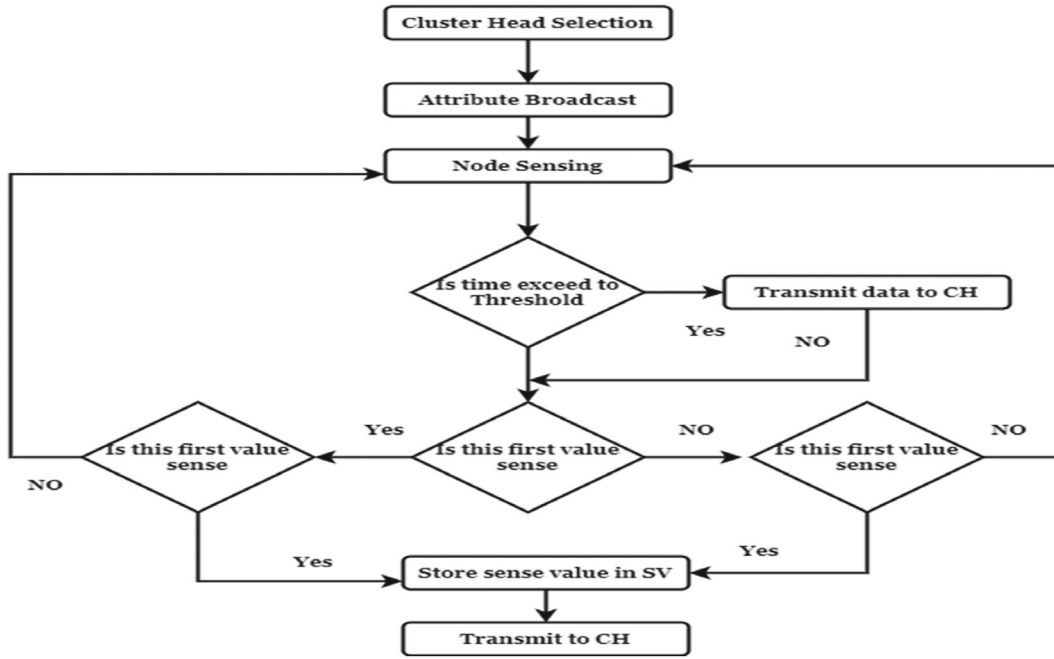 Cluster Head Selection
Attribute Broadcast
Node Sensing
Is time exceed to
Threshold
Transmit data to CH
Yes
NO
Is this first value
sense
Yes
Is this first value
sense
NO
Is this first value
sense
NO
NO
Yes
Store sense value in SV
Yes
Transmit to CH